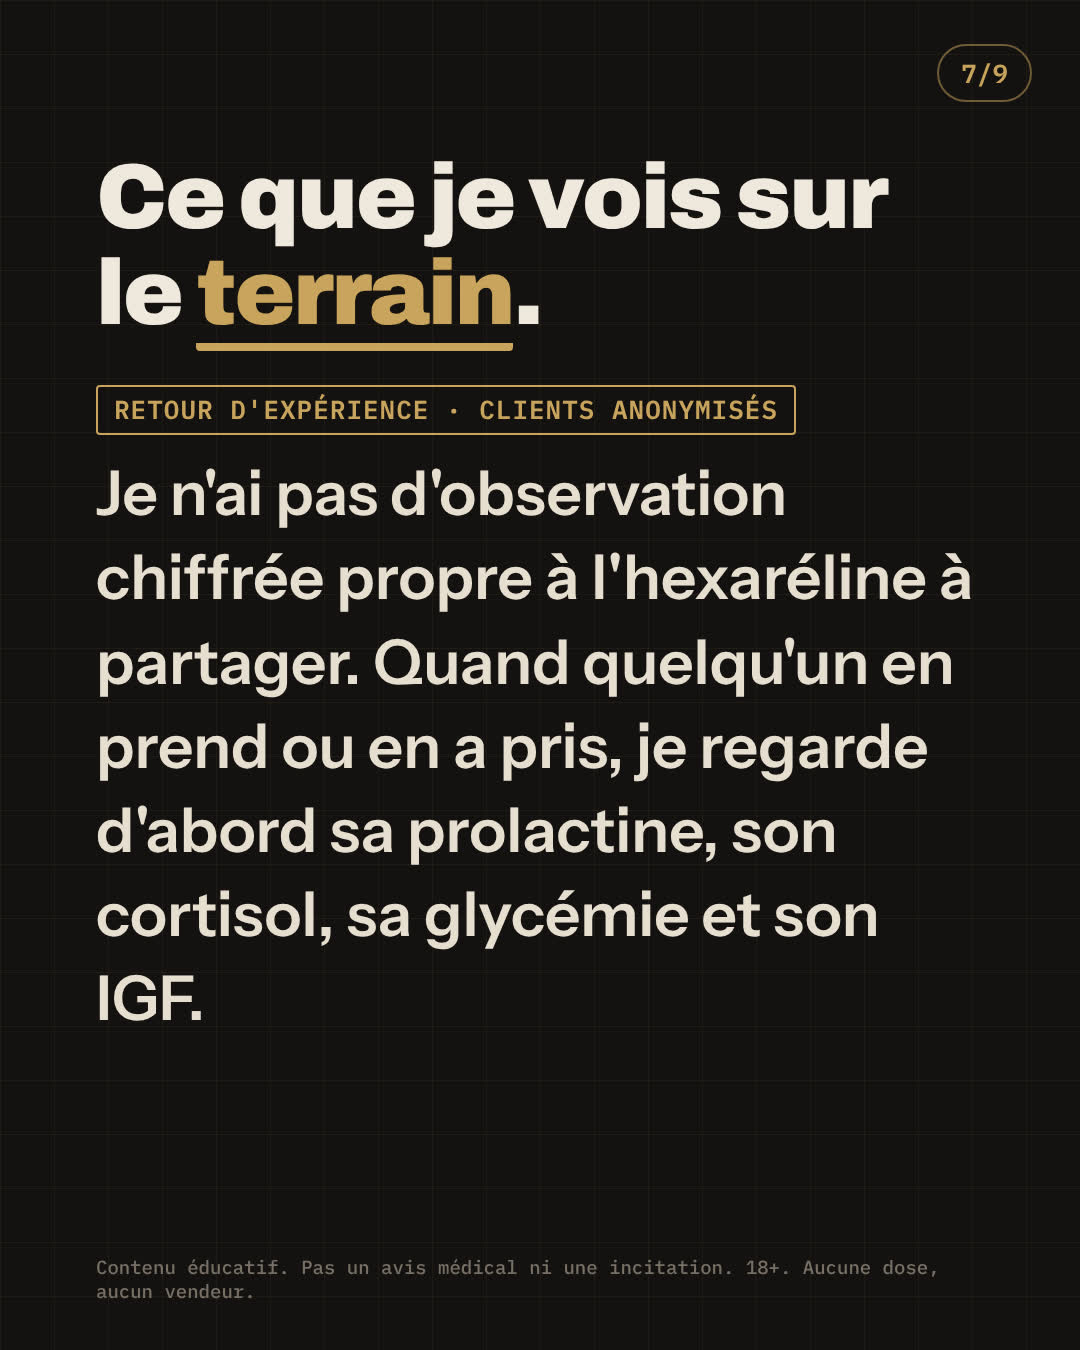 7/9
Ce que je vois sur
le terrain.
RETOUR D'EXPÉRIENCE · CLIENTS ANONYMISÉS
Je n'ai pas d'observation
chiffrée propre à l'hexaréline à
partager. Quand quelqu'un en
prend ou en a pris, je regarde
d'abord sa prolactine, son
cortisol, sa glycémie et son
IGF.
Contenu éducatif. Pas un avis médical ni une incitation. 18+. Aucune dose,
aucun vendeur.